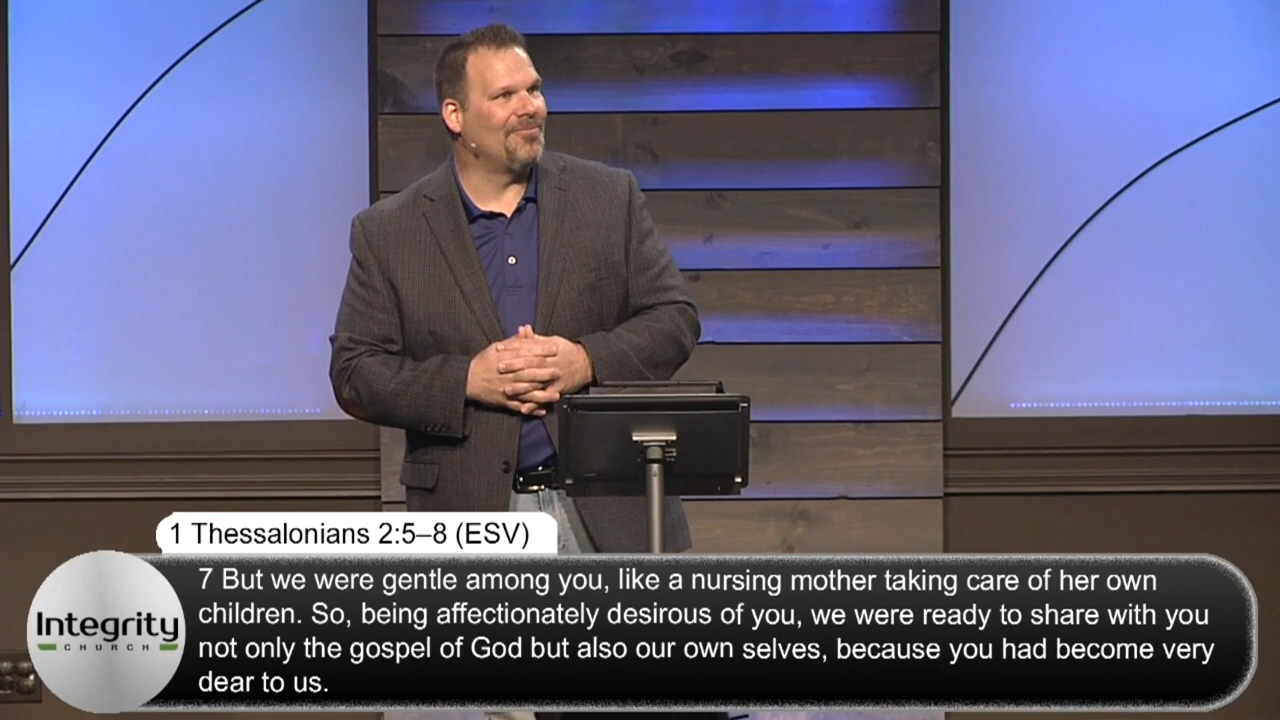 1 Thessalonians 2:5–8 (ESV)
7 But we were gentle among you, like a nursing mother taking care of her own
children. So, being affectionately desirous of you, we were ready to share with you
not only the gospel of God but also our own selves, because you had become very
dear to us.
Integrity
CHURCH